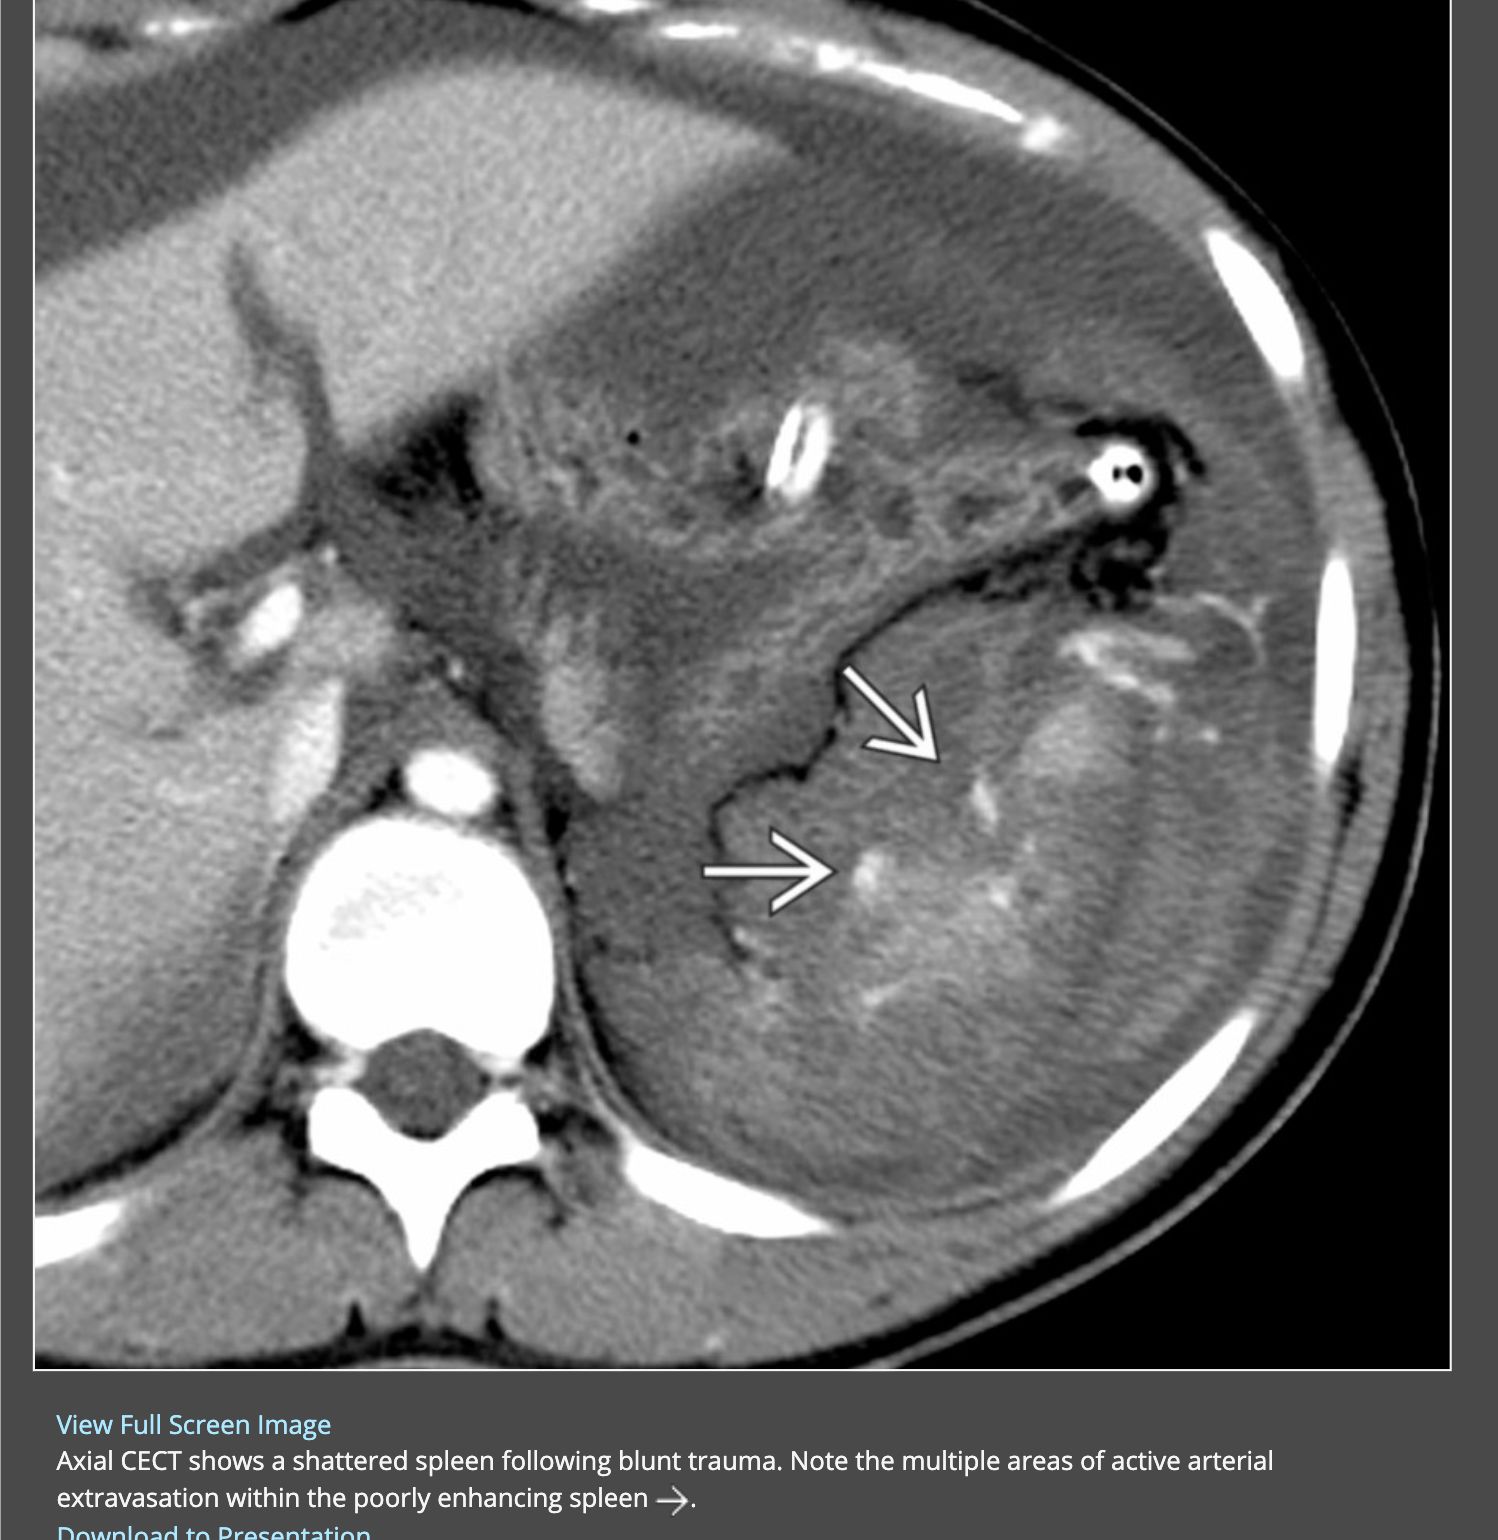 View Full Screen Image
Axial CECT shows a shattered spleen following blunt trauma. Note the multiple areas of active arterial
extravasation within the poorly enhancing spleen →.
Download to Presentation